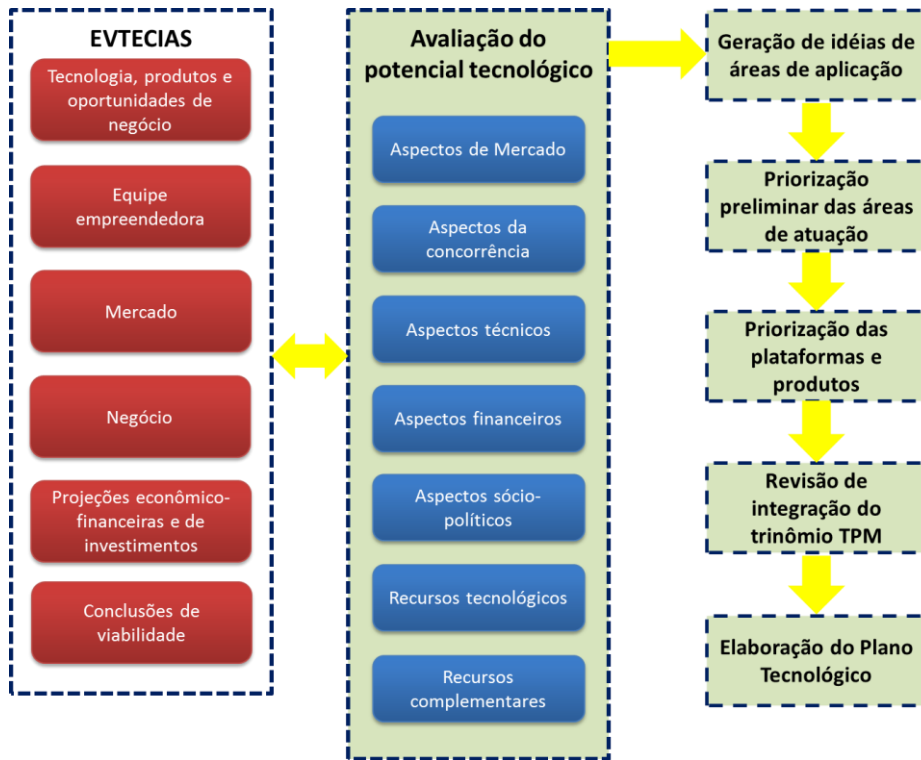 EVTECIAS
Tecnologia, produtos e
oportunidades de
negócio
Equipe
empreendedora
Mercado
Negócio
Projeções econômico-
financeiras e de
investimentos
Conclusões de
viabilidade
Avaliação do
potencial tecnológico
Aspectos de Mercado
Aspectos da
concorrência
Aspectos técnicos
Aspectos financeiros
Aspectos sócio-
políticos
Recursos tecnológicos
Recursos
complementares
Geração de idéias de
áreas de aplicação
Priorização
preliminar das áreas
de atuação
Priorização das
plataformas e
produtos
Revisão de
integração do
trinômio TPM
Elaboração do Plano
Tecnológico